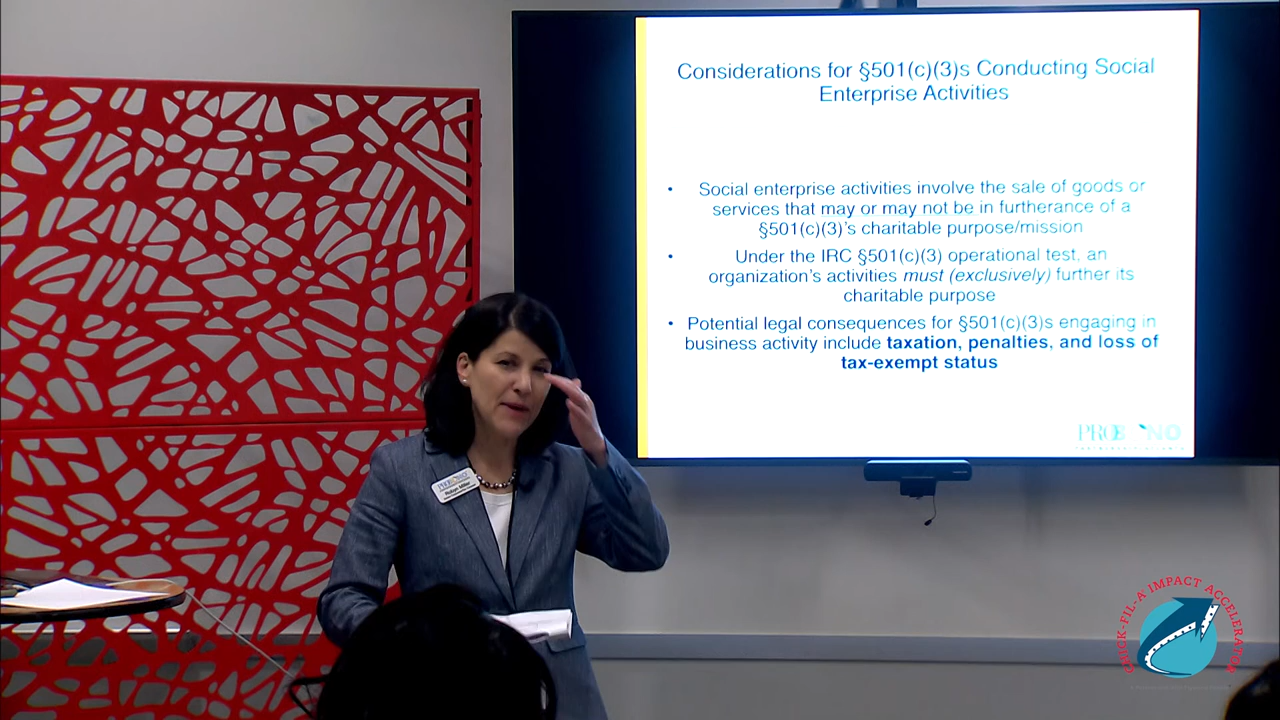 Considerations for §501(c)(3)s Conducting Social
Enterprise Activities
• Social enterprise activities involve the sale of goods or
services that may or may not be in furtherance of a
§501(c)(3)'s charitable purpose/mission
• Under the IRC §501(c)(3) operational test, an
organization's activities must (exclusively) further its
charitable purpose
• Potential legal consequences for §501(c)(3)s engaging in
business activity include taxation, penalties, and loss of
tax-exempt status
Robyn Miller
CHICK-FIL-A IMPACT ACCELERATOR